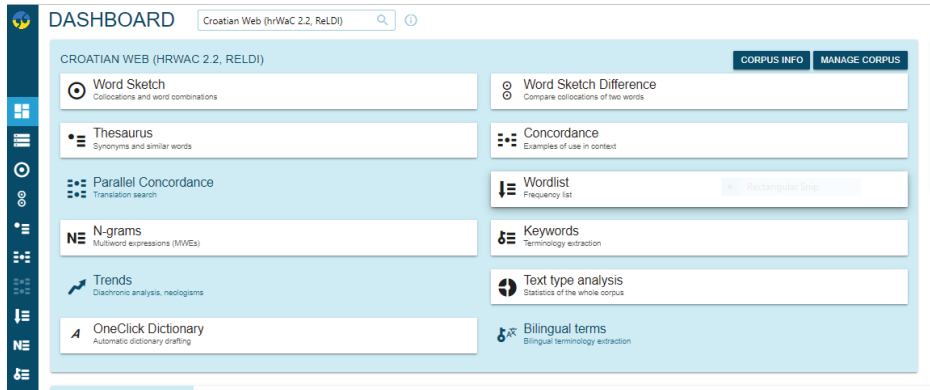 DASHBOARD
Croatian Web (hrWaC 2.2, ReLDI)
CROATIAN WEB (HRWAC 2.2, RELDI)
CORPUS INFO
MANAGE CORPUS
Word Sketch
Collocations and word combinations
Word Sketch Difference
Compare collocations of two words
Thesaurus
Synonyms and similar words
Concordance
Examples of use in context
Parallel Concordance
Translation search
Wordlist
Frequency list
Rectangular Snip
N-grams
Multiword expressions (MWEs)
Keywords
Terminology extraction
Trends
Diachronic analysis, neologisms
Text type analysis
Statistics of the whole corpus
OneClick Dictionary
Automatic dictionary drafting
Bilingual terms
Bilingual terminology extraction